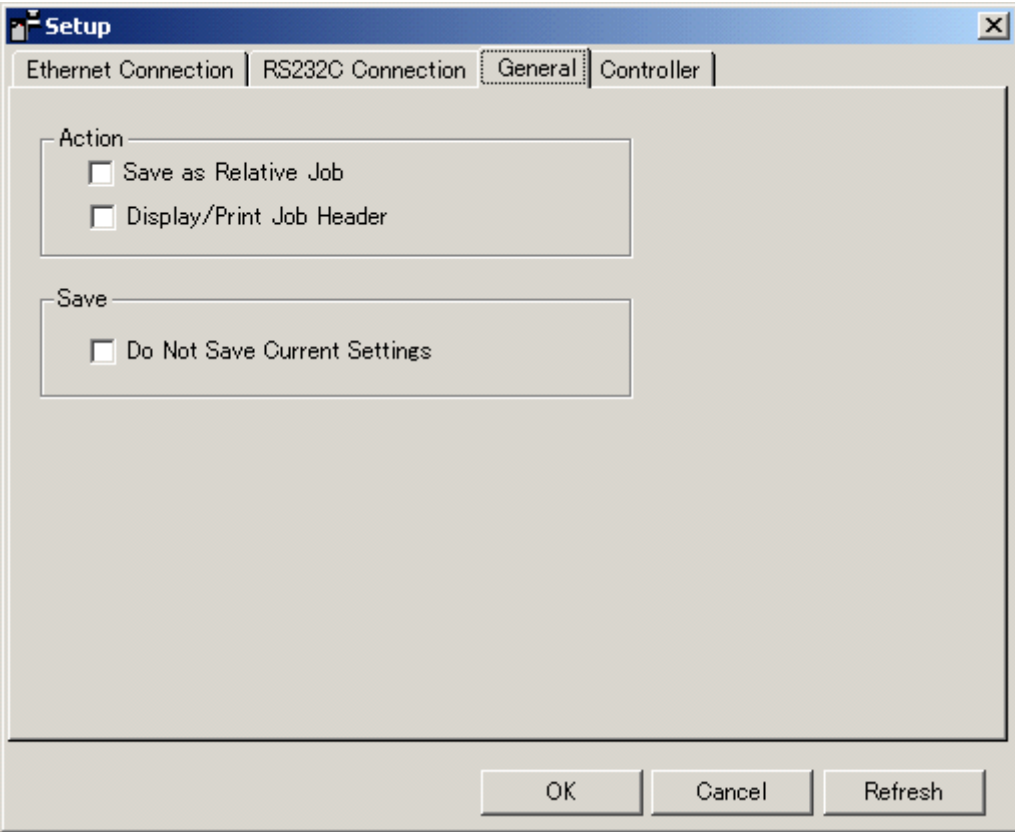 Setup
Ethernet Connection RS232C Connection General Controller
Action
Save as Relative Job
Display/Print Job Header
Save
Do Not Save Current Settings
OK Cancel Refresh